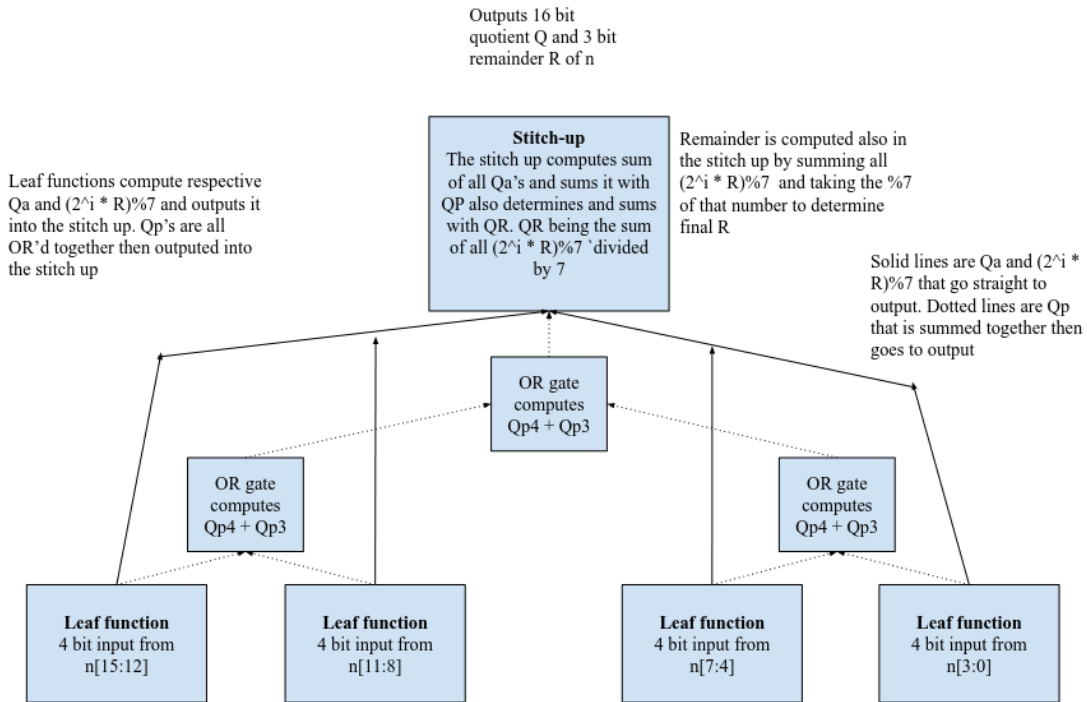 Outputs 16 bit
quotient Q and 3 bit
remainder R of n
Stitch-up
The stitch up computes sum
of all Qa's and sums it with
QP also determines and sums
with QR. QR being the sum
of all (2^i * R)%7 `divided
by 7
Remainder is computed also in
the stitch up by summing all
(2^i * R)%7  and taking the %7
of that number to determine
final R
Leaf functions compute respective
Qa and (2^i * R)%7 and outputs it
into the stitch up. Qp's are all
OR'd together then outputed into
the stitch up
Solid lines are Qa and (2^i *
R)%7 that go straight to
output. Dotted lines are Qp
that is summed together then
goes to output
OR gate
computes
Qp4 + Qp3
OR gate
computes
Qp4 + Qp3
OR gate
computes
Qp4 + Qp3
Leaf function
4 bit input from
n[15:12]
Leaf function
4 bit input from
n[11:8]
Leaf function
4 bit input from
n[7:4]
Leaf function
4 bit input from
n[3:0]